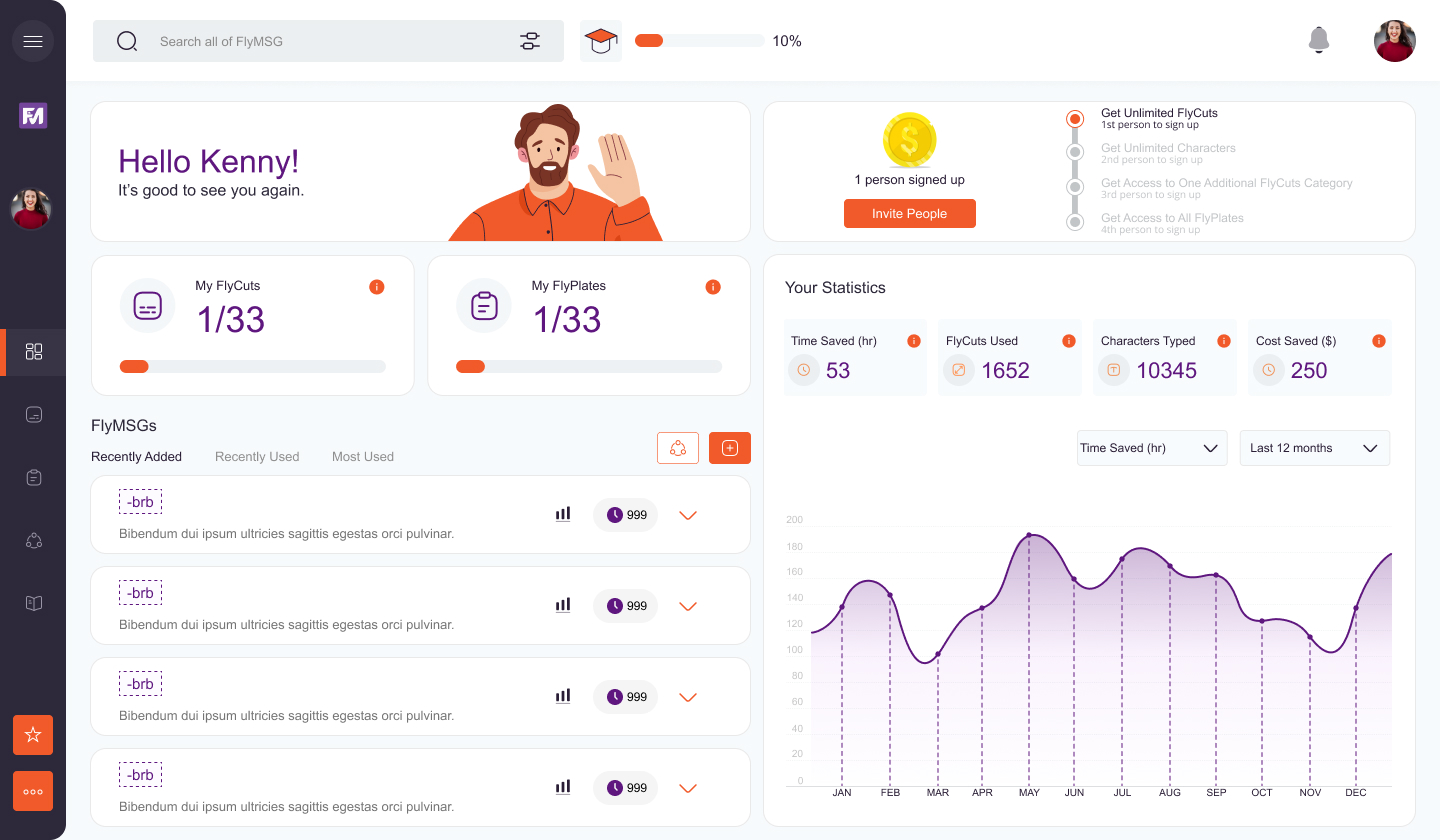 Search all of FlyMSG
10%
FM
Hello Kenny!
It's good to see you again.
1 person signed up
Invite People
Get Unlimited FlyCuts
1st person to sign up
Get Unlimited Characters
2nd person to sign up
Get Access to One Additional FlyCuts Category
3rd person to sign up
Get Access to All FlyPlates
4th person to sign up
My FlyCuts
1/33
My FlyPlates
1/33
FlyMSGs
Recently Added Recently Used Most Used
-brb
999
Bibendum dui ipsum ultricies sagittis egestas orci pulvinar.
-brb
999
Bibendum dui ipsum ultricies sagittis egestas orci pulvinar.
-brb
999
Bibendum dui ipsum ultricies sagittis egestas orci pulvinar.
-brb
999
Bibendum dui ipsum ultricies sagittis egestas orci pulvinar.
Your Statistics
Time Saved (hr)
53
FlyCuts Used
1652
Characters Typed
10345
Cost Saved ($)
250
Time Saved (hr)
Last 12 months
200
180
160
140
120
100
80
60
40
20
0
JAN FEB MAR APR MAY JUN JUL AUG SEP OCT NOV DEC